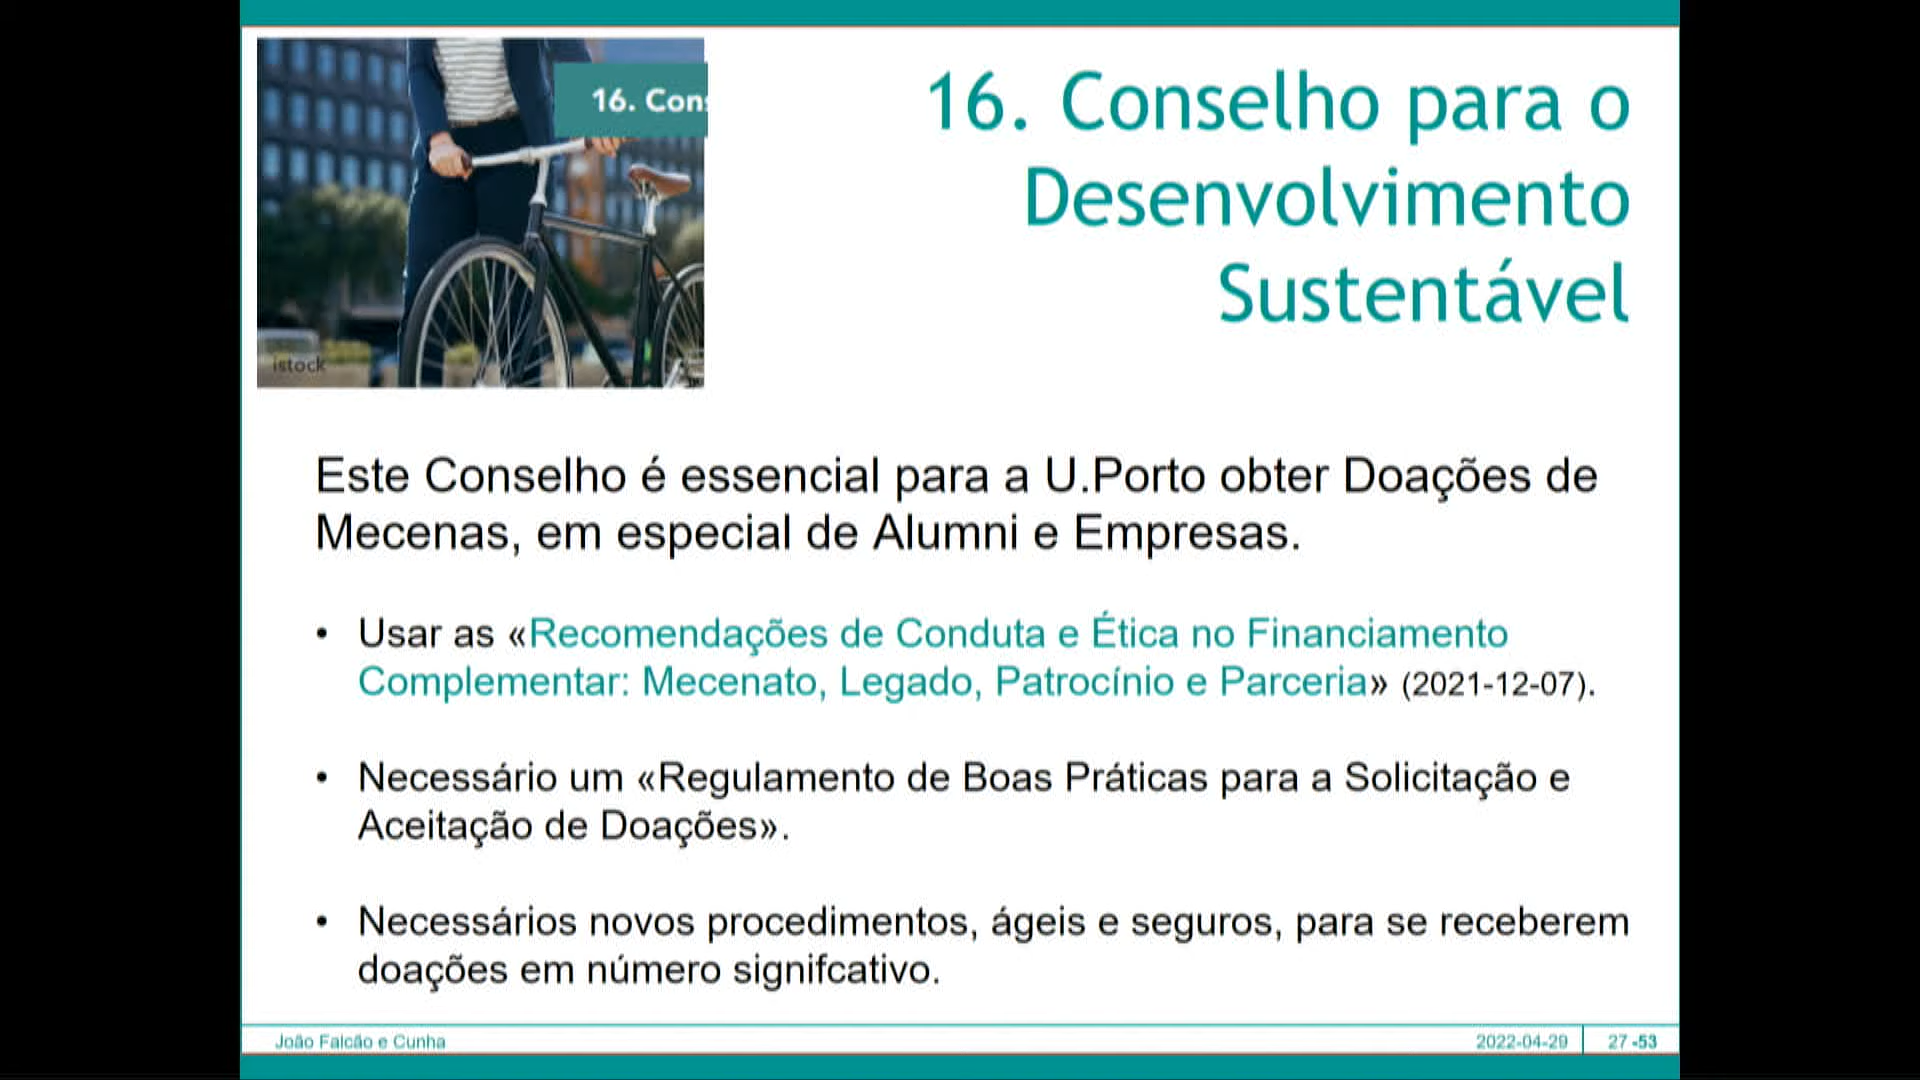 16. Cons
istock
16. Conselho para o
Desenvolvimento
Sustentável
Este Conselho é essencial para a U.Porto obter Doações de
Mecenas, em especial de Alumni e Empresas.
• Usar as «Recomendações de Conduta e Ética no Financiamento
Complementar: Mecenato, Legado, Patrocínio e Parceria» (2021-12-07).
• Necessário um «Regulamento de Boas Práticas para a Solicitação e
Aceitação de Doações».
• Necessários novos procedimentos, ágeis e seguros, para se receberem
doações em número signifcativo.
João Falcão e Cunha
2022-04-29
27 -53